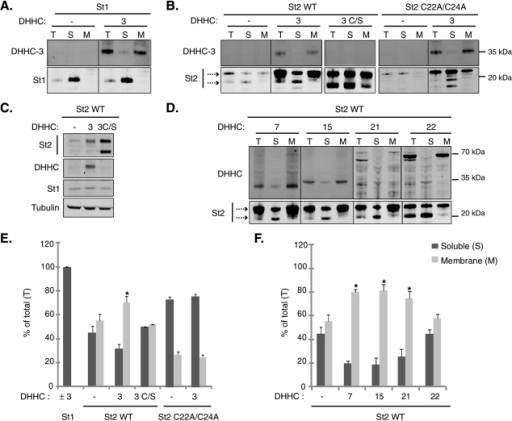 A.
St1
DHHC: - 3
T S M T S M
DHHC-3
St1
B.
St2 WT St2 C22A/C24A
DHHC: - 3 3 C/S - 3
T S M T S M T S M T S M T S M
DHHC-3
35 kDa
St2
20 kDa
C.
St2 WT
DHHC: - 3 3C/S
St2
DHHC
St1
Tubulin
D.
St2 WT
DHHC: 7 15 21 22
T S M T S M T S M T S M
70 kDa
DHHC
35 kDa
St2
20 kDa
E.
% of total (T)
120
100
80
60
40
20
0
*
DHHC : ± 3 - 3 3 C/S - 3
St1 St2 WT St2 C22A/C24A
F.
Soluble (S)
Membrane (M)
% of total (T)
120
100
80
60
40
20
0
* * *
DHHC : - 7 15 21 22
St2 WT